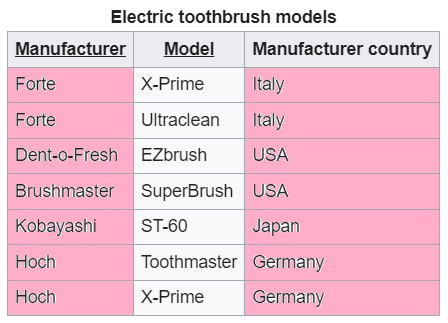 Electric toothbrush models
Manufacturer Model Manufacturer country
Forte X-Prime Italy
Forte Ultraclean Italy
Dent-o-Fresh EZbrush USA
Brushmaster SuperBrush USA
Kobayashi ST-60 Japan
Hoch Toothmaster Germany
Hoch X-Prime Germany